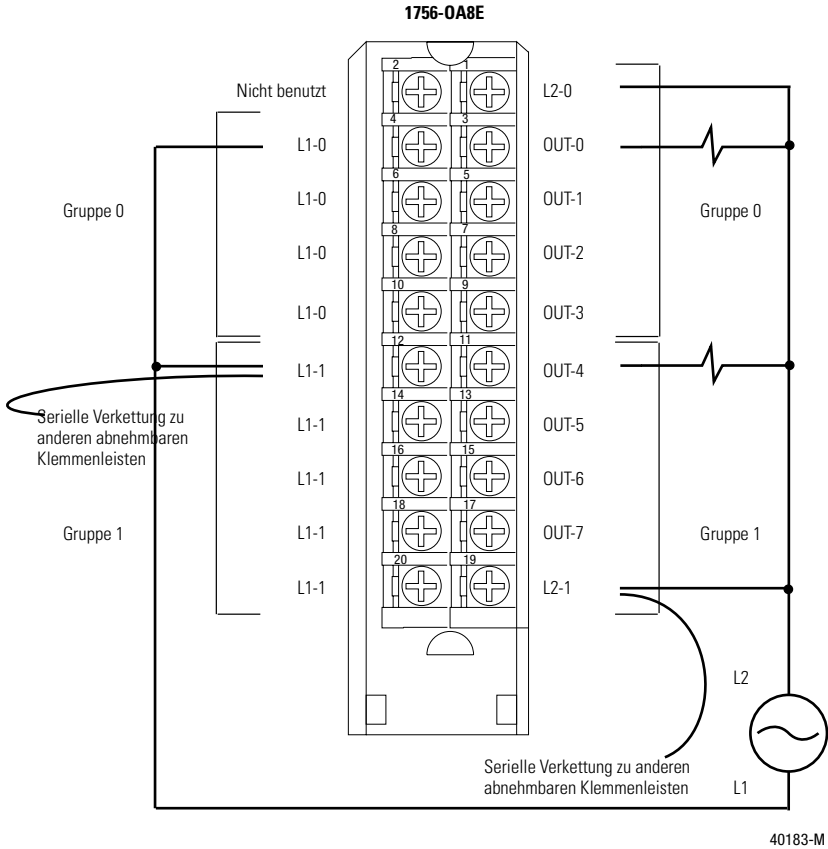 1756-OA8E
2 1
Nicht benutzt L2-0
4 3
L1-0 OUT-0
6 5
L1-0 OUT-1
Gruppe 0 Gruppe 0
8 7
L1-0 OUT-2
10 9
L1-0 OUT-3
12 11
L1-1 OUT-4
14 13
Serielle Verkettung zu
anderen abnehmbaren
Klemmenleisten
L1-1 OUT-5
16 15
L1-1 OUT-6
18 17
Gruppe 1 L1-1 OUT-7 Gruppe 1
20 19
L1-1 L2-1
L2
Serielle Verkettung zu anderen
abnehmbaren Klemmenleisten
L1
40183-M